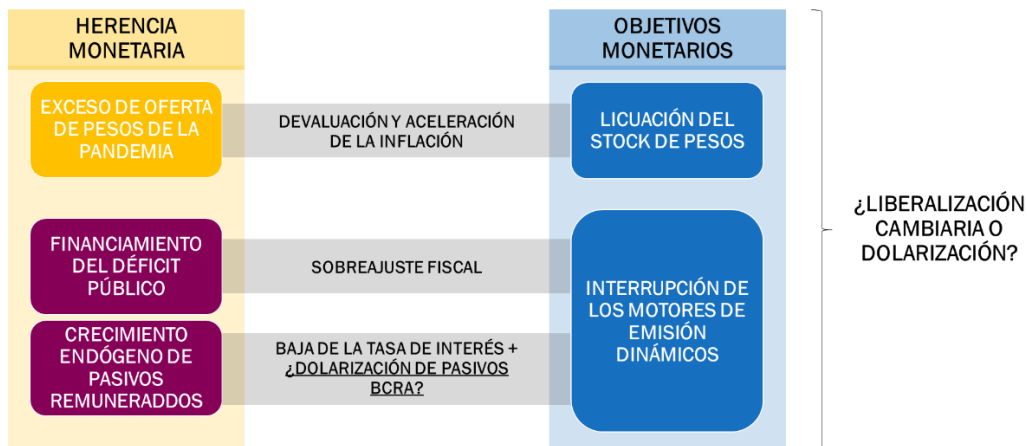 HERENCIA
MONETARIA
OBJETIVOS
MONETARIOS
EXCESO DE OFERTA
DE PESOS DE LA
PANDEMIA
DEVALUACIÓN Y ACELERACIÓN
DE LA INFLACIÓN
LICUACIÓN DEL
STOCK DE PESOS
FINANCIAMIENTO
DEL DÉFICIT
PÚBLICO
SOBREAJUSTE FISCAL
INTERRUPCIÓN DE
LOS MOTORES DE
EMISIÓN
DINÁMICOS
CRECIMIENTO
ENDÓGENO DE
PASIVOS
REMUNERADDOS
BAJA DE LA TASA DE INTERÉS +
¿DOLARIZACIÓN DE PASIVOS
BCRA?
¿LIBERALIZACIÓN
CAMBIARIA O
DOLARIZACIÓN?